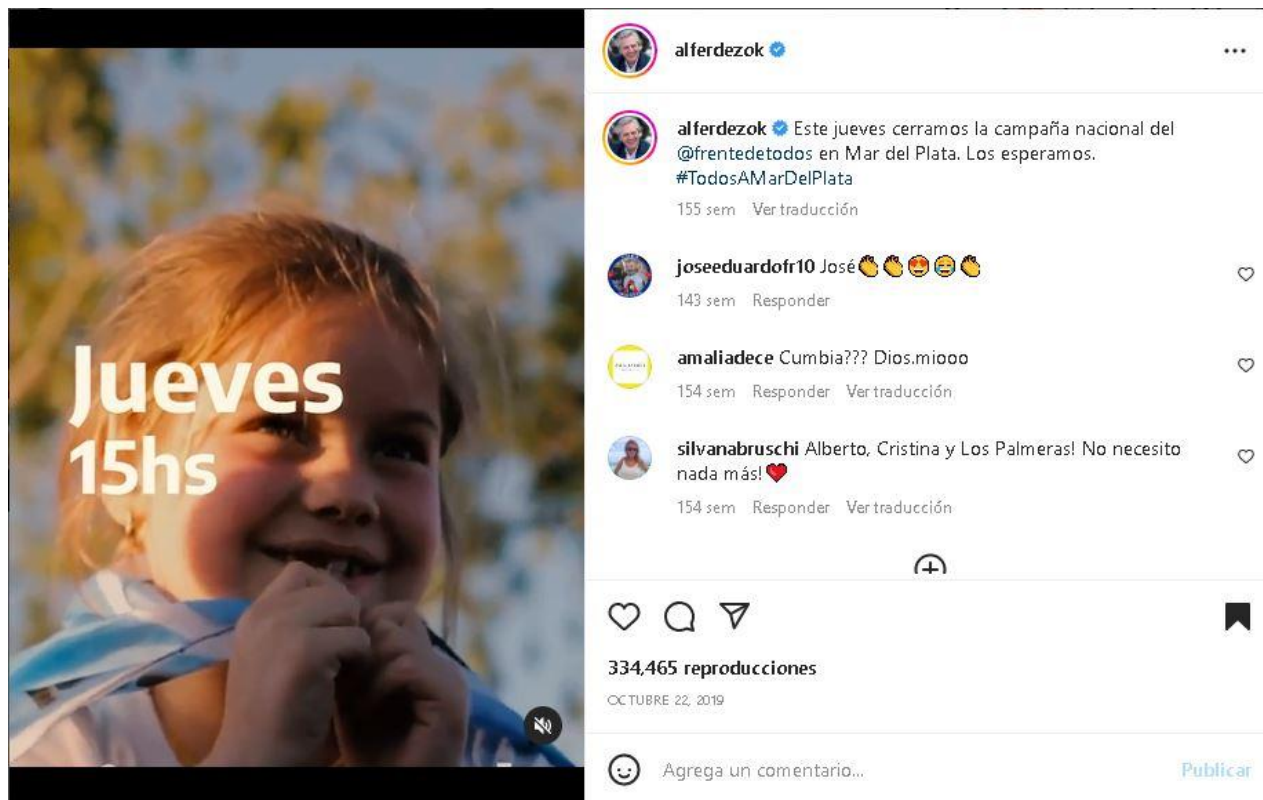 Jueves
15hs
alferdezok
alferdezok Este jueves cerramos la campaña nacional del
@frentedetodos en Mar del Plata. Los esperamos.
#TodosAMarDelPlata
155 sem Ver traducción
joseeduardofr10 José👏👏😍😂👏
143 sem Responder
amaliadece Cumbia??? Dios.miooo
154 sem Responder Ver traducción
silvanabruschi Alberto, Cristina y Los Palmeras! No necesito
nada más!❤️
154 sem Responder Ver traducción
334,465 reproducciones
OCTUBRE 22, 2019
Agrega un comentario...
Publicar